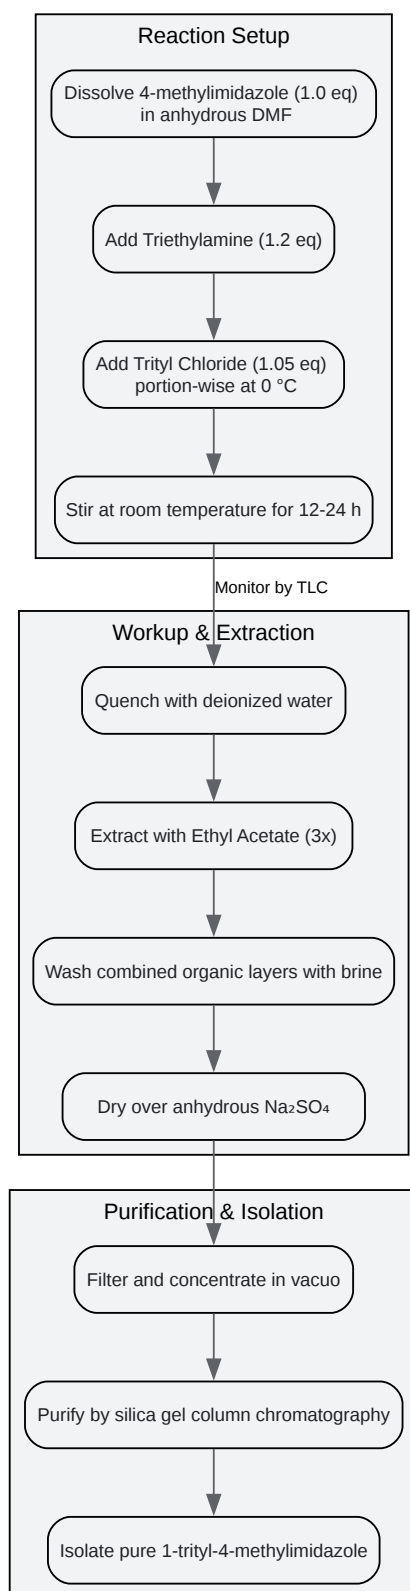 Reaction Setup
Dissolve 4-methylimidazole (1.0 eq)
in anhydrous DMF
Add Triethylamine (1.2 eq)
Add Trityl Chloride (1.05 eq)
portion-wise at 0 °C
Stir at room temperature for 12-24 h
Monitor by TLC
Workup & Extraction
Quench with deionized water
Extract with Ethyl Acetate (3x)
Wash combined organic layers with brine
Dry over anhydrous Na₂SO₄
Purification & Isolation
Filter and concentrate in vacuo
Purify by silica gel column chromatography
Isolate pure 1-trityl-4-methylimidazole